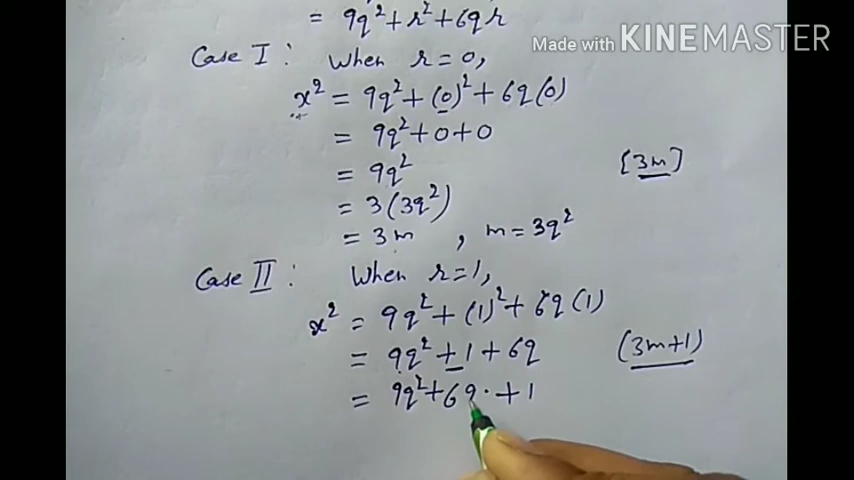 = 9q² + r² + 6qr
Made with KINEMASTER
Case I : When r = 0,
x² = 9q² + (0)² + 6q(0)
= 9q² + 0 + 0
= 9q²
[3m]
= 3(3q²)
= 3m , m = 3q²
Case II : When r = 1,
x² = 9q² + (1)² + 6q(1)
= 9q² + 1 + 6q
(3m+1)
= 9q² + 6q + 1